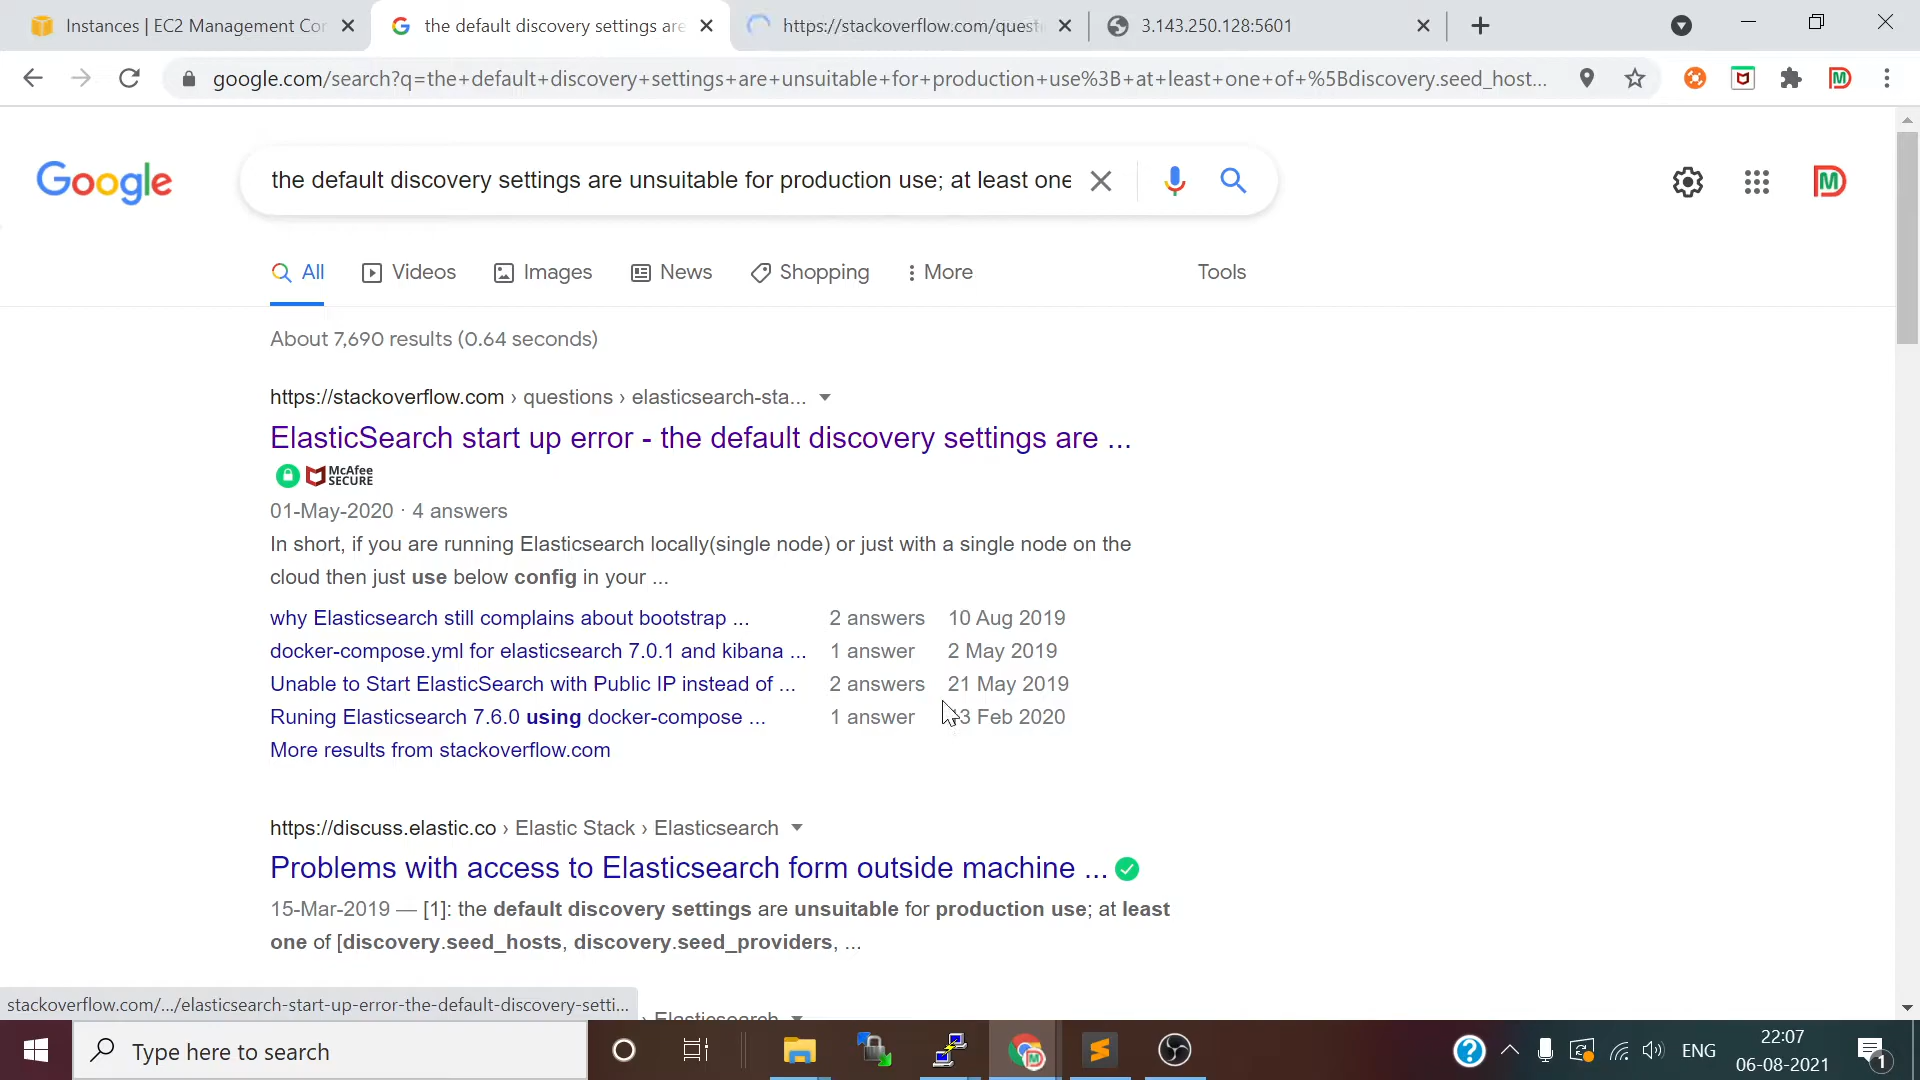 Instances | EC2 Management Cor
the default discovery settings are
https://stackoverflow.com/quest
3.143.250.128:5601
google.com/search?q=the+default+discovery+settings+are+unsuitable+for+production+use%3B+at+least+one+of+%5Bdiscovery.seed_host...
Google
the default discovery settings are unsuitable for production use; at least one
All
Videos
Images
News
Shopping
More
Tools
About 7,690 results (0.64 seconds)
https://stackoverflow.com › questions › elasticsearch-sta...
ElasticSearch start up error - the default discovery settings are ...
McAfee
SECURE
01-May-2020 · 4 answers
In short, if you are running Elasticsearch locally(single node) or just with a single node on the
cloud then just use below config in your ...
why Elasticsearch still complains about bootstrap ... 2 answers 10 Aug 2019
docker-compose.yml for elasticsearch 7.0.1 and kibana ... 1 answer 2 May 2019
Unable to Start ElasticSearch with Public IP instead of ... 2 answers 21 May 2019
Runing Elasticsearch 7.6.0 using docker-compose ... 1 answer 3 Feb 2020
More results from stackoverflow.com
https://discuss.elastic.co › Elastic Stack › Elasticsearch
Problems with access to Elasticsearch form outside machine ...
15-Mar-2019 — [1]: the default discovery settings are unsuitable for production use; at least
one of [discovery.seed_hosts, discovery.seed_providers, ...
stackoverflow.com/.../elasticsearch-start-up-error-the-default-discovery-setti...
Elasticsearch
Type here to search
ENG
22:07
06-08-2021
1